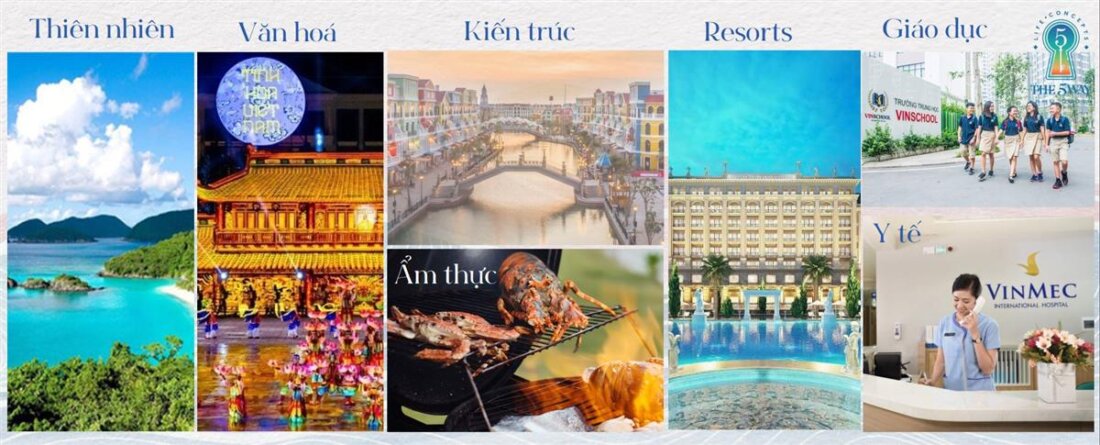 Thiên nhiên
Văn hoá
Kiến trúc
Resorts
Giáo dục
LIFE • CONCEPTS
5
THE 5WAY
TINH
HOA
VIỆT
NAM
TRƯỜNG TRUNG HỌC
VINSCHOOL
VINSCHOOL
Ẩm thực
Y tế
VINMEC
INTERNATIONAL HOSPITAL